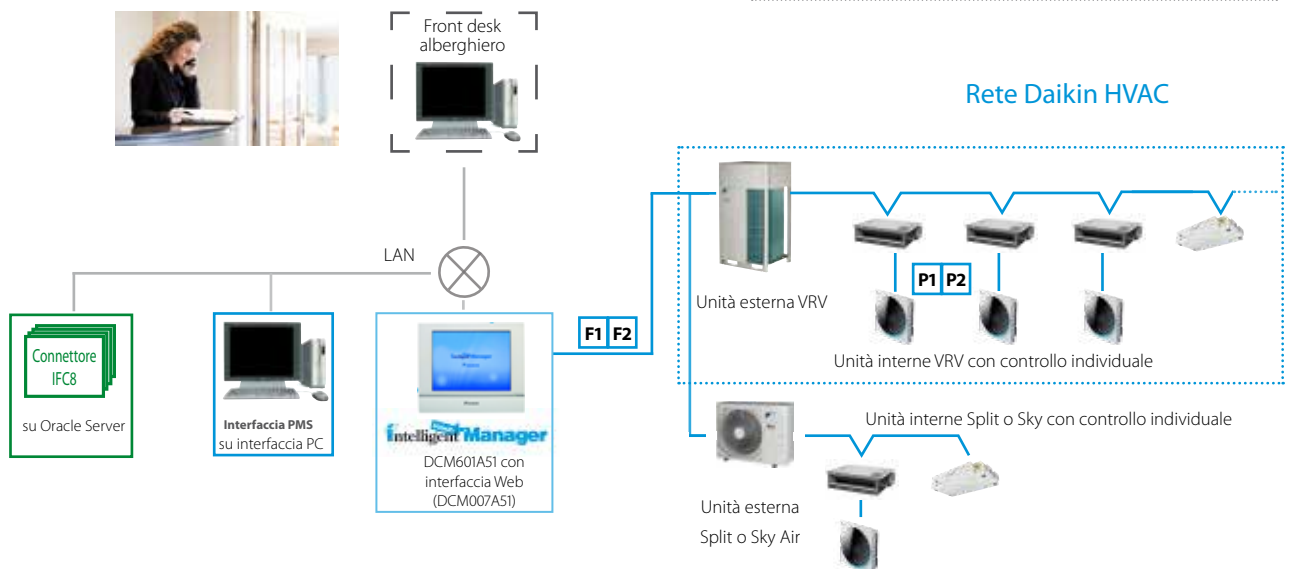 Front desk
alberghiero
Rete Daikin HVAC
LAN
F1 F2
P1 P2
Unità esterna VRV
Unità interne VRV con controllo individuale
Connettore
IFC8
su Oracle Server
Interfaccia PMS
su interfaccia PC
intelligent Manager
DCM601A51 con
interfaccia Web
(DCM007A51)
Unità interne Split o Sky con controllo individuale
Unità esterna
Split o Sky Air